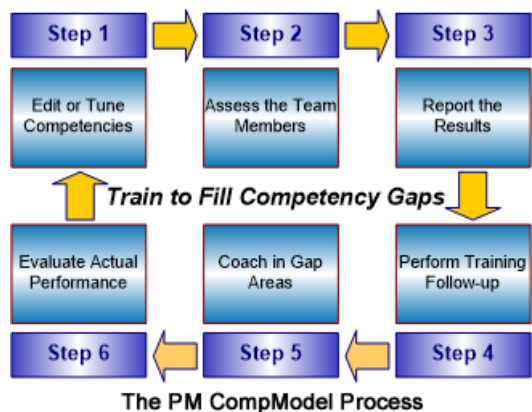 Step 1
Step 2
Step 3
Edit or Tune
Competencies
Assess the Team
Members
Report the
Results
Train to Fill Competency Gaps
Evaluate Actual
Performance
Coach in Gap
Areas
Perform Training
Follow-up
Step 6
Step 5
Step 4
The PM CompModel Process